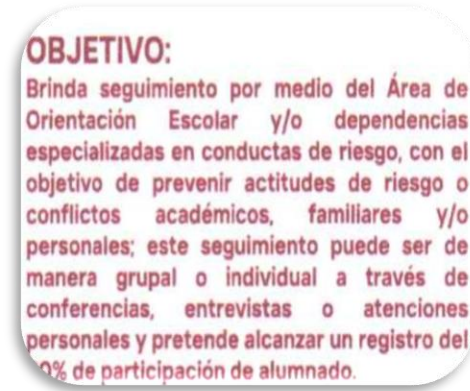 OBJETIVO:
Brinda seguimiento por medio del Área de
Orientación Escolar y/o dependencias
especializadas en conductas de riesgo, con el
objetivo de prevenir actitudes de riesgo o
conflictos académicos, familiares y/o
personales; este seguimiento puede ser de
manera grupal o individual a través de
conferencias, entrevistas o atenciones
personales y pretende alcanzar un registro del
de participación de alumnado.